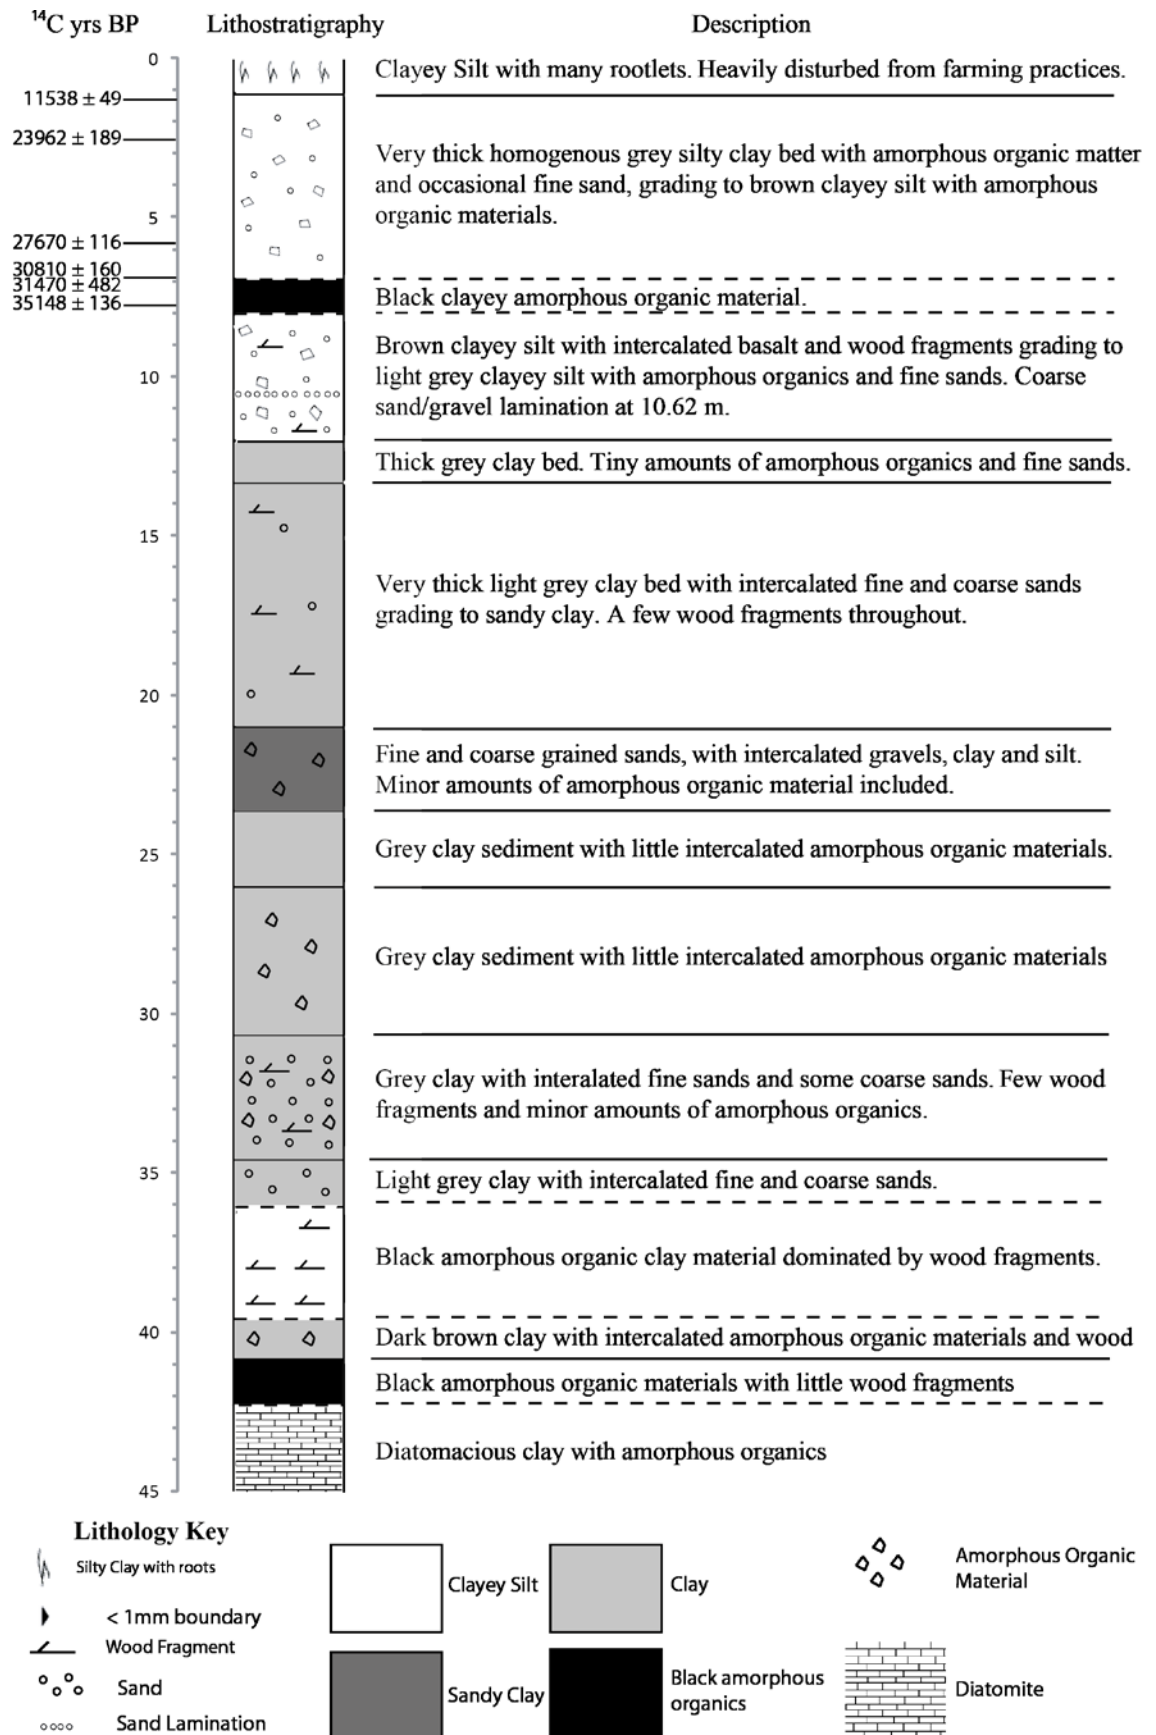 ¹⁴C yrs BP Lithostratigraphy Description
0
Clayey Silt with many rootlets. Heavily disturbed from farming practices.
11538 ± 49
23962 ± 189
Very thick homogenous grey silty clay bed with amorphous organic matter
and occasional fine sand, grading to brown clayey silt with amorphous
organic materials.
5
27670 ± 116
30810 ± 160
31470 ± 482
35148 ± 136
Black clayey amorphous organic material.
Brown clayey silt with intercalated basalt and wood fragments grading to
light grey clayey silt with amorphous organics and fine sands. Coarse
sand/gravel lamination at 10.62 m.
10
Thick grey clay bed. Tiny amounts of amorphous organics and fine sands.
15
Very thick light grey clay bed with intercalated fine and coarse sands
grading to sandy clay. A few wood fragments throughout.
20
Fine and coarse grained sands, with intercalated gravels, clay and silt.
Minor amounts of amorphous organic material included.
25
Grey clay sediment with little intercalated amorphous organic materials.
Grey clay sediment with little intercalated amorphous organic materials
30
Grey clay with interalated fine sands and some coarse sands. Few wood
fragments and minor amounts of amorphous organics.
35
Light grey clay with intercalated fine and coarse sands.
Black amorphous organic clay material dominated by wood fragments.
40
Dark brown clay with intercalated amorphous organic materials and wood
Black amorphous organic materials with little wood fragments
Diatomacious clay with amorphous organics
45
Lithology Key
Silty Clay with roots
< 1mm boundary
Wood Fragment
Sand
Sand Lamination
Clayey Silt
Sandy Clay
Clay
Black amorphous
organics
Amorphous Organic
Material
Diatomite